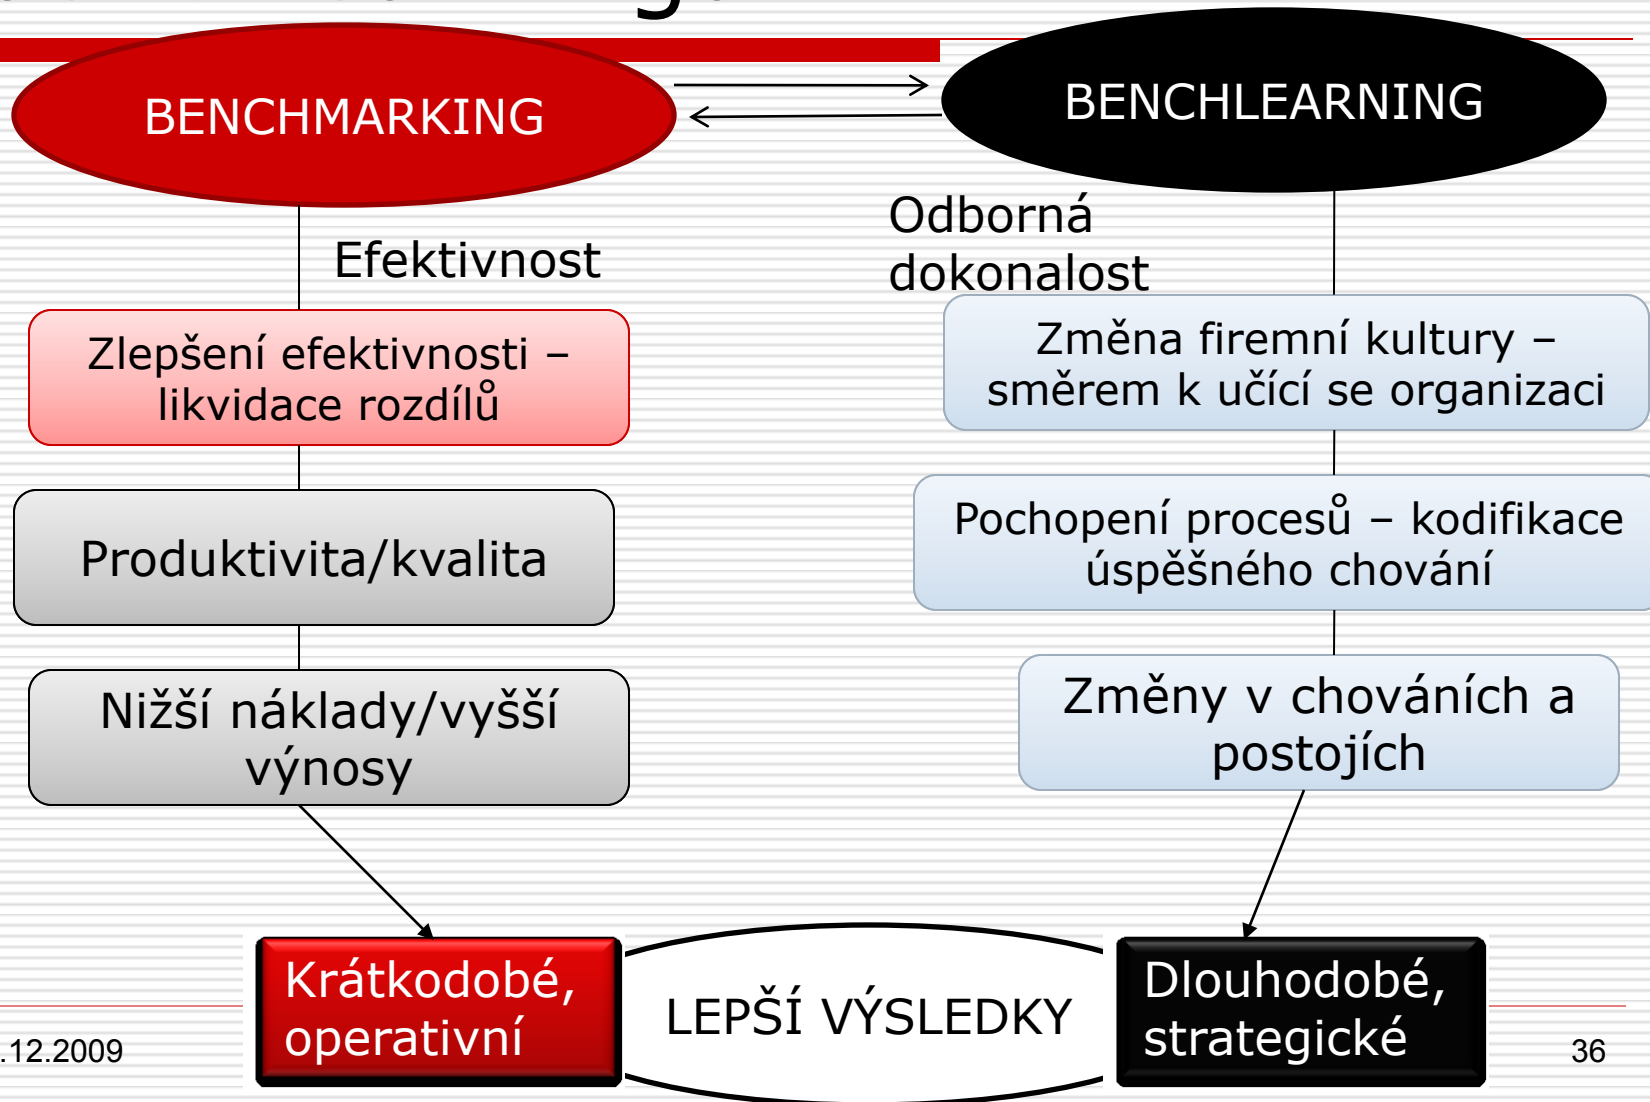 BENCHMARKING
BENCHLEARNING
Efektivnost
Odborná
dokonalost
Zlepšení efektivnosti –
likvidace rozdílů
Změna firemní kultury –
směrem k učící se organizaci
Produktivita/kvalita
Pochopení procesů – kodifikace
úspěšného chování
Nižší náklady/vyšší
výnosy
Změny v chováních a
postojích
Krátkodobé,
operativní
LEPŠÍ VÝSLEDKY
Dlouhodobé,
strategické
.12.2009
36